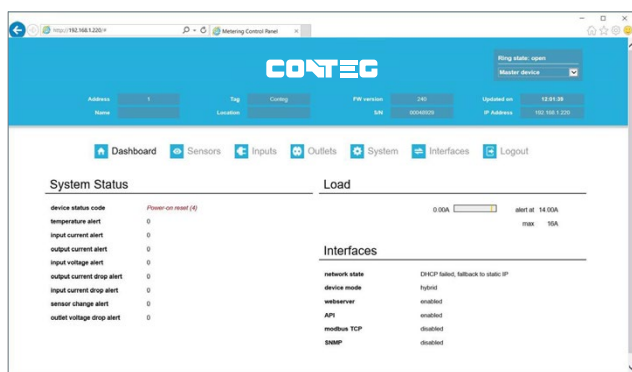 http://192.168.1.220/#
Metering Control Panel
CONTEG
Ring state: open
Master device
Address 1 Tag Conteg FW version 240 Updated on 12:01:39
Name Location S/N 00040929 IP Address 192.168.1.220
Dashboard Sensors Inputs Outlets System Interfaces Logout
System Status
device status code Power-on reset (4)
temperature alert 0
input current alert 0
output current alert 0
input voltage alert 0
output current drop alert 0
input current drop alert 0
sensor change alert 0
outlet voltage drop alert 0
Load
0.00A alert at 14.00A
max 16A
Interfaces
network state DHCP failed, fallback to static IP
device mode hybrid
webserver enabled
API enabled
modbus TCP disabled
SNMP disabled